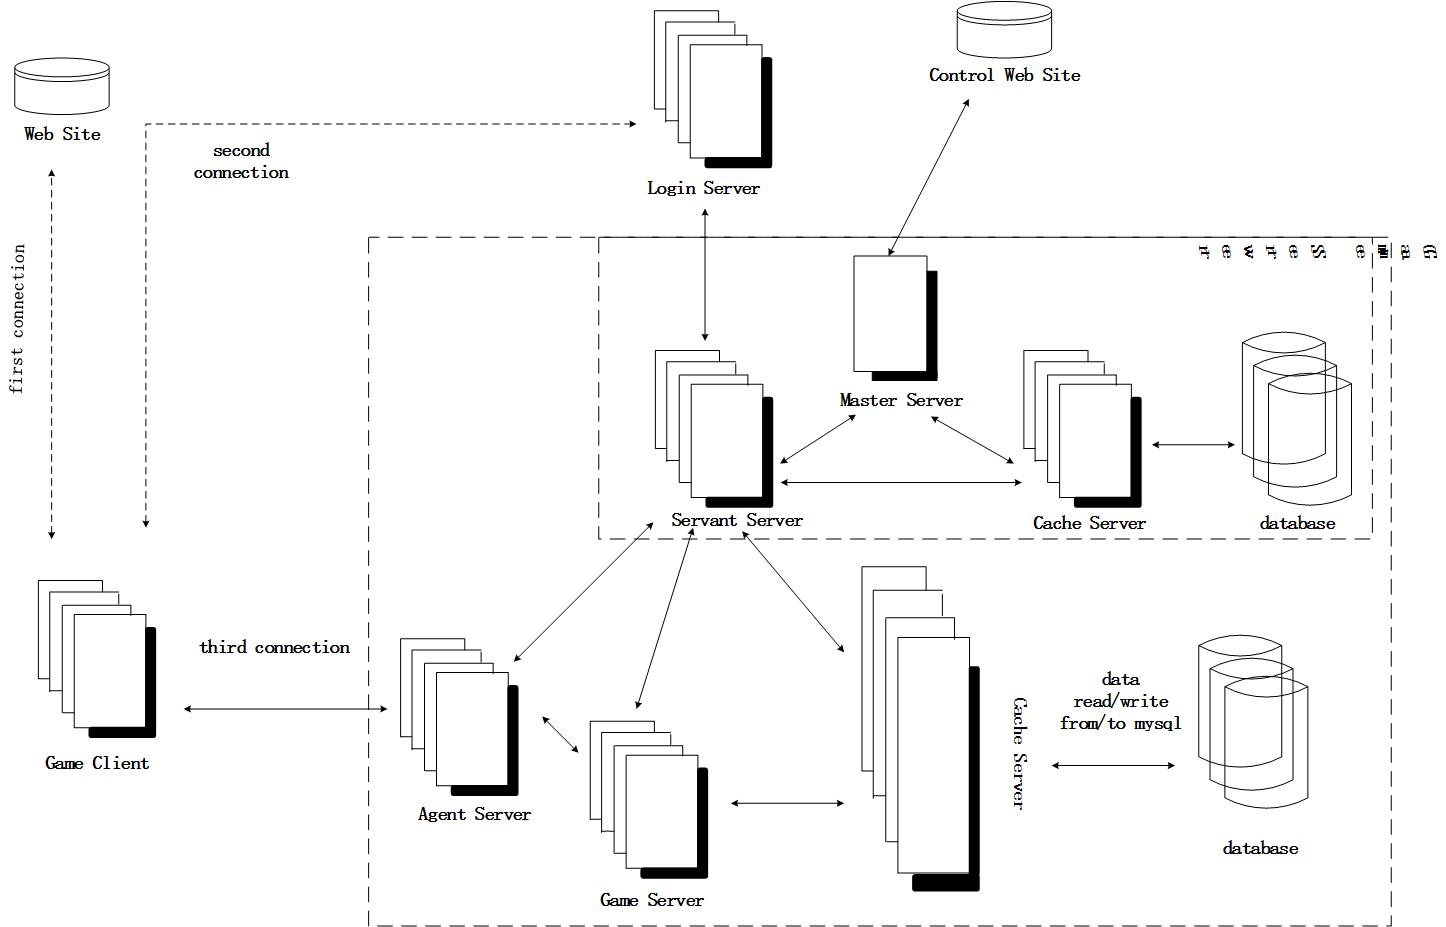 Control Web Site
Web Site
second
connection
Login Server
first connection
Master Server
Servant Server
Cache Server
database
third connection
data
read/write
from/to mysql
Cache Server
Game Client
Agent Server
database
Game Server